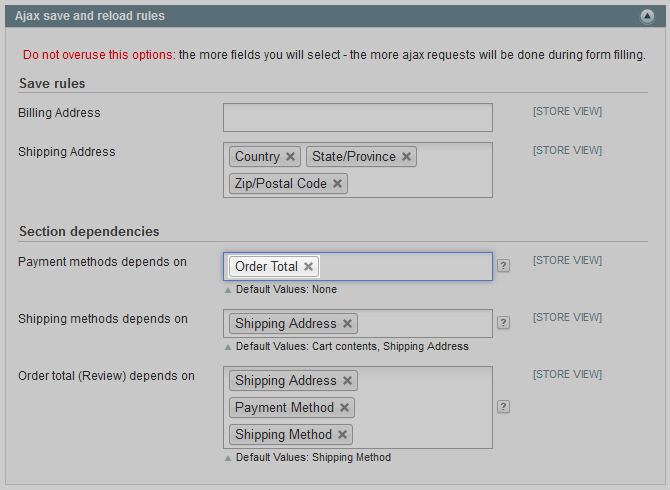 Ajax save and reload rules
Do not overuse this options: the more fields you will select - the more ajax requests will be done during form filling.
Save rules
Billing Address [STORE VIEW]
Shipping Address Country State/Province [STORE VIEW]
Zip/Postal Code
Section dependencies
Payment methods depends on Order Total ? [STORE VIEW]
Default Values: None
Shipping methods depends on Shipping Address ? [STORE VIEW]
Default Values: Cart contents, Shipping Address
Order total (Review) depends on Shipping Address [STORE VIEW]
Payment Method ?
Shipping Method
Default Values: Shipping Method